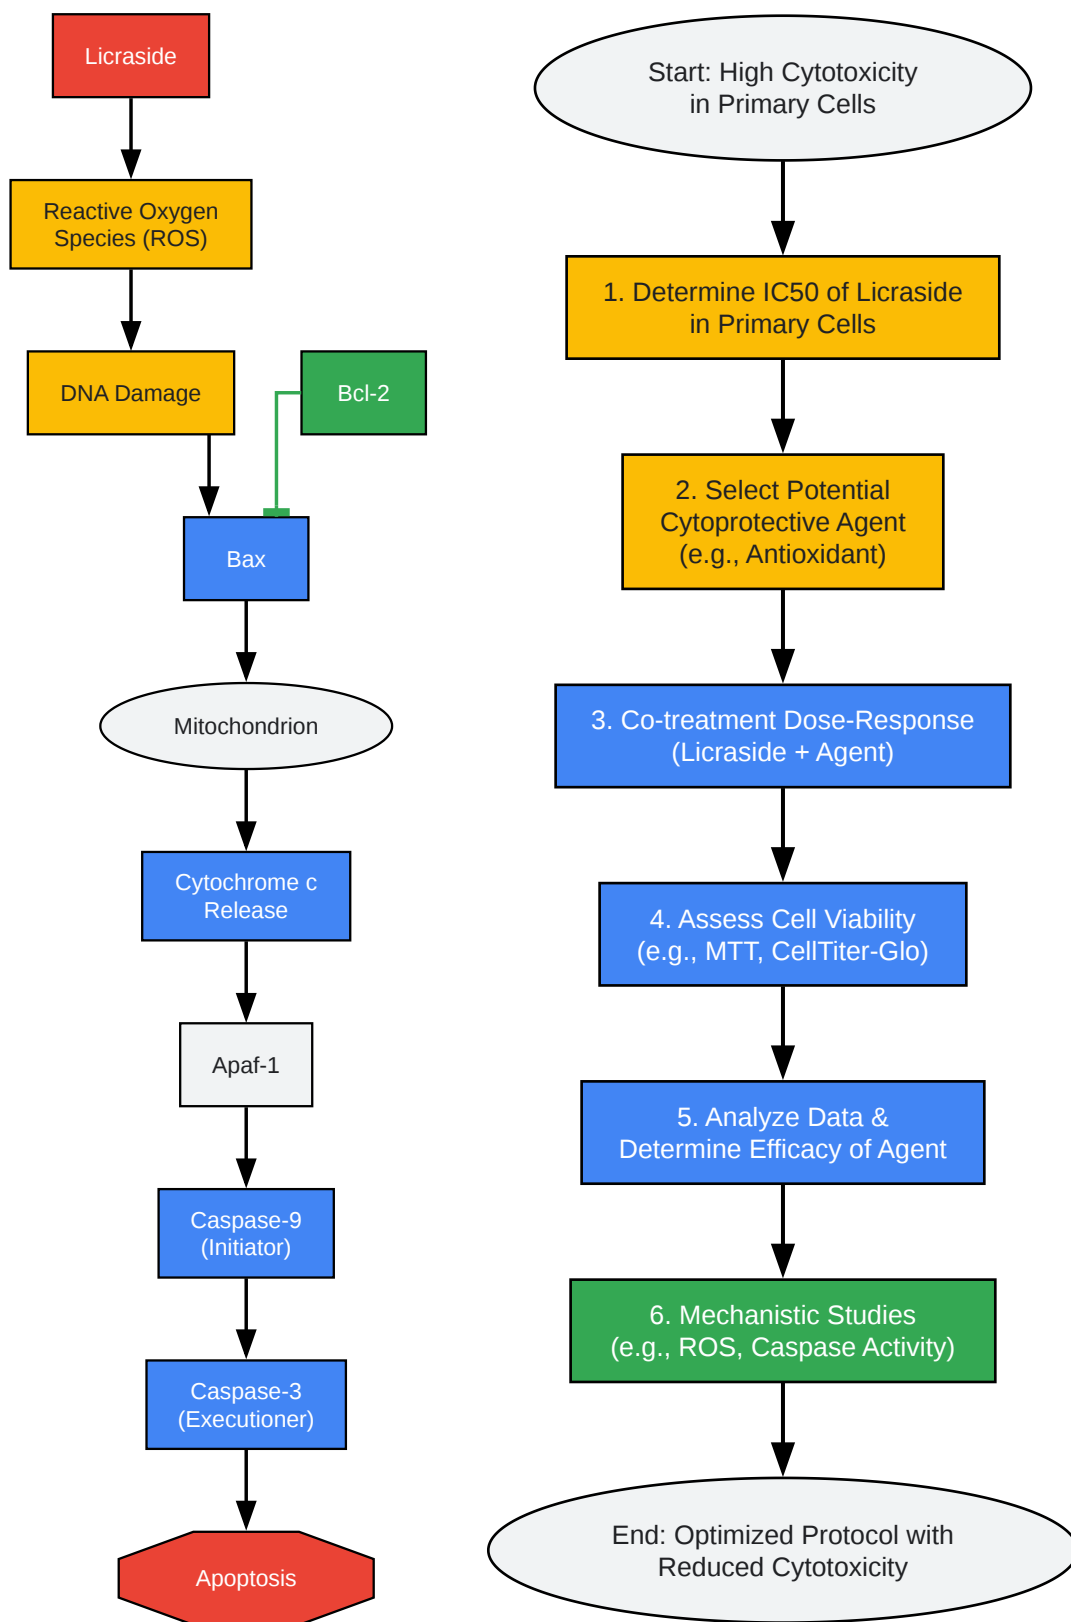 Licraside
Reactive Oxygen
Species (ROS)
DNA Damage
Bcl-2
Bax
Mitochondrion
Cytochrome c
Release
Apaf-1
Caspase-9
(Initiator)
Caspase-3
(Executioner)
Apoptosis
Start: High Cytotoxicity
in Primary Cells
1. Determine IC50 of Licraside
in Primary Cells
2. Select Potential
Cytoprotective Agent
(e.g., Antioxidant)
3. Co-treatment Dose-Response
(Licraside + Agent)
4. Assess Cell Viability
(e.g., MTT, CellTiter-Glo)
5. Analyze Data &
Determine Efficacy of Agent
6. Mechanistic Studies
(e.g., ROS, Caspase Activity)
End: Optimized Protocol with
Reduced Cytotoxicity